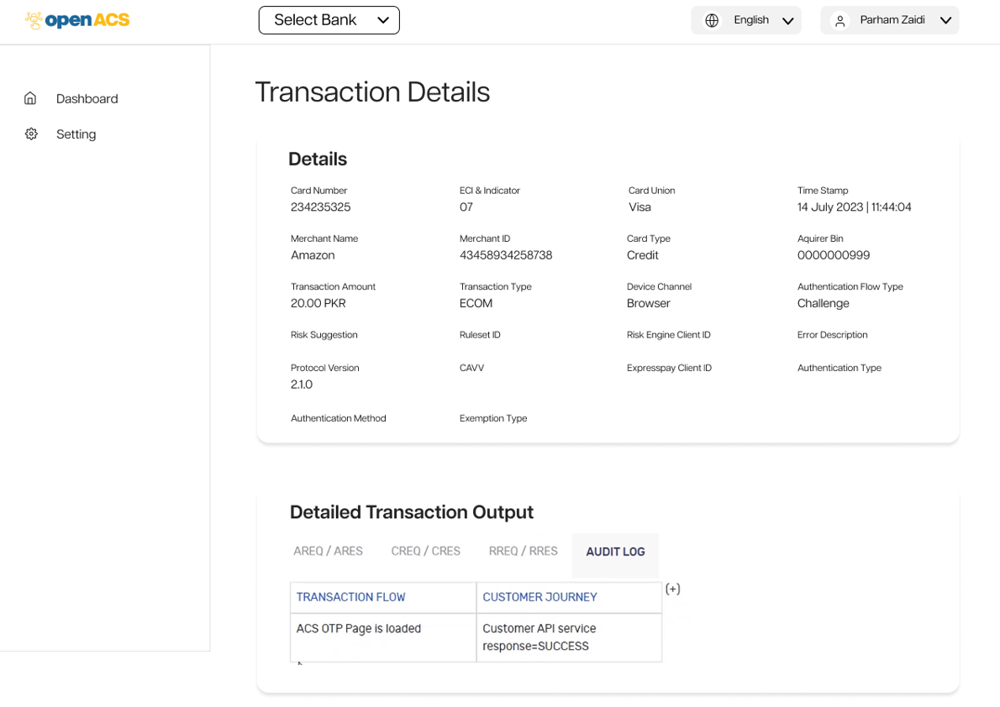 openACS
Select Bank
English
Parham Zaidi
Dashboard
Setting
Transaction Details
Details
Card Number
234235325
ECI & Indicator
07
Card Union
Visa
Time Stamp
14 July 2023 | 11:44:04
Merchant Name
Amazon
Merchant ID
43458934258738
Card Type
Credit
Aquirer Bin
0000000999
Transaction Amount
20.00 PKR
Transaction Type
ECOM
Device Channel
Browser
Authentication Flow Type
Challenge
Risk Suggestion
Ruleset ID
Risk Engine Client ID
Error Description
Protocol Version
2.1.0
CAVV
Expresspay Client ID
Authentication Type
Authentication Method
Exemption Type
Detailed Transaction Output
AREQ / ARES
CREQ / CRES
RREQ / RRES
AUDIT LOG
TRANSACTION FLOW
CUSTOMER JOURNEY
(+)
ACS OTP Page is loaded
Customer API service
response=SUCCESS